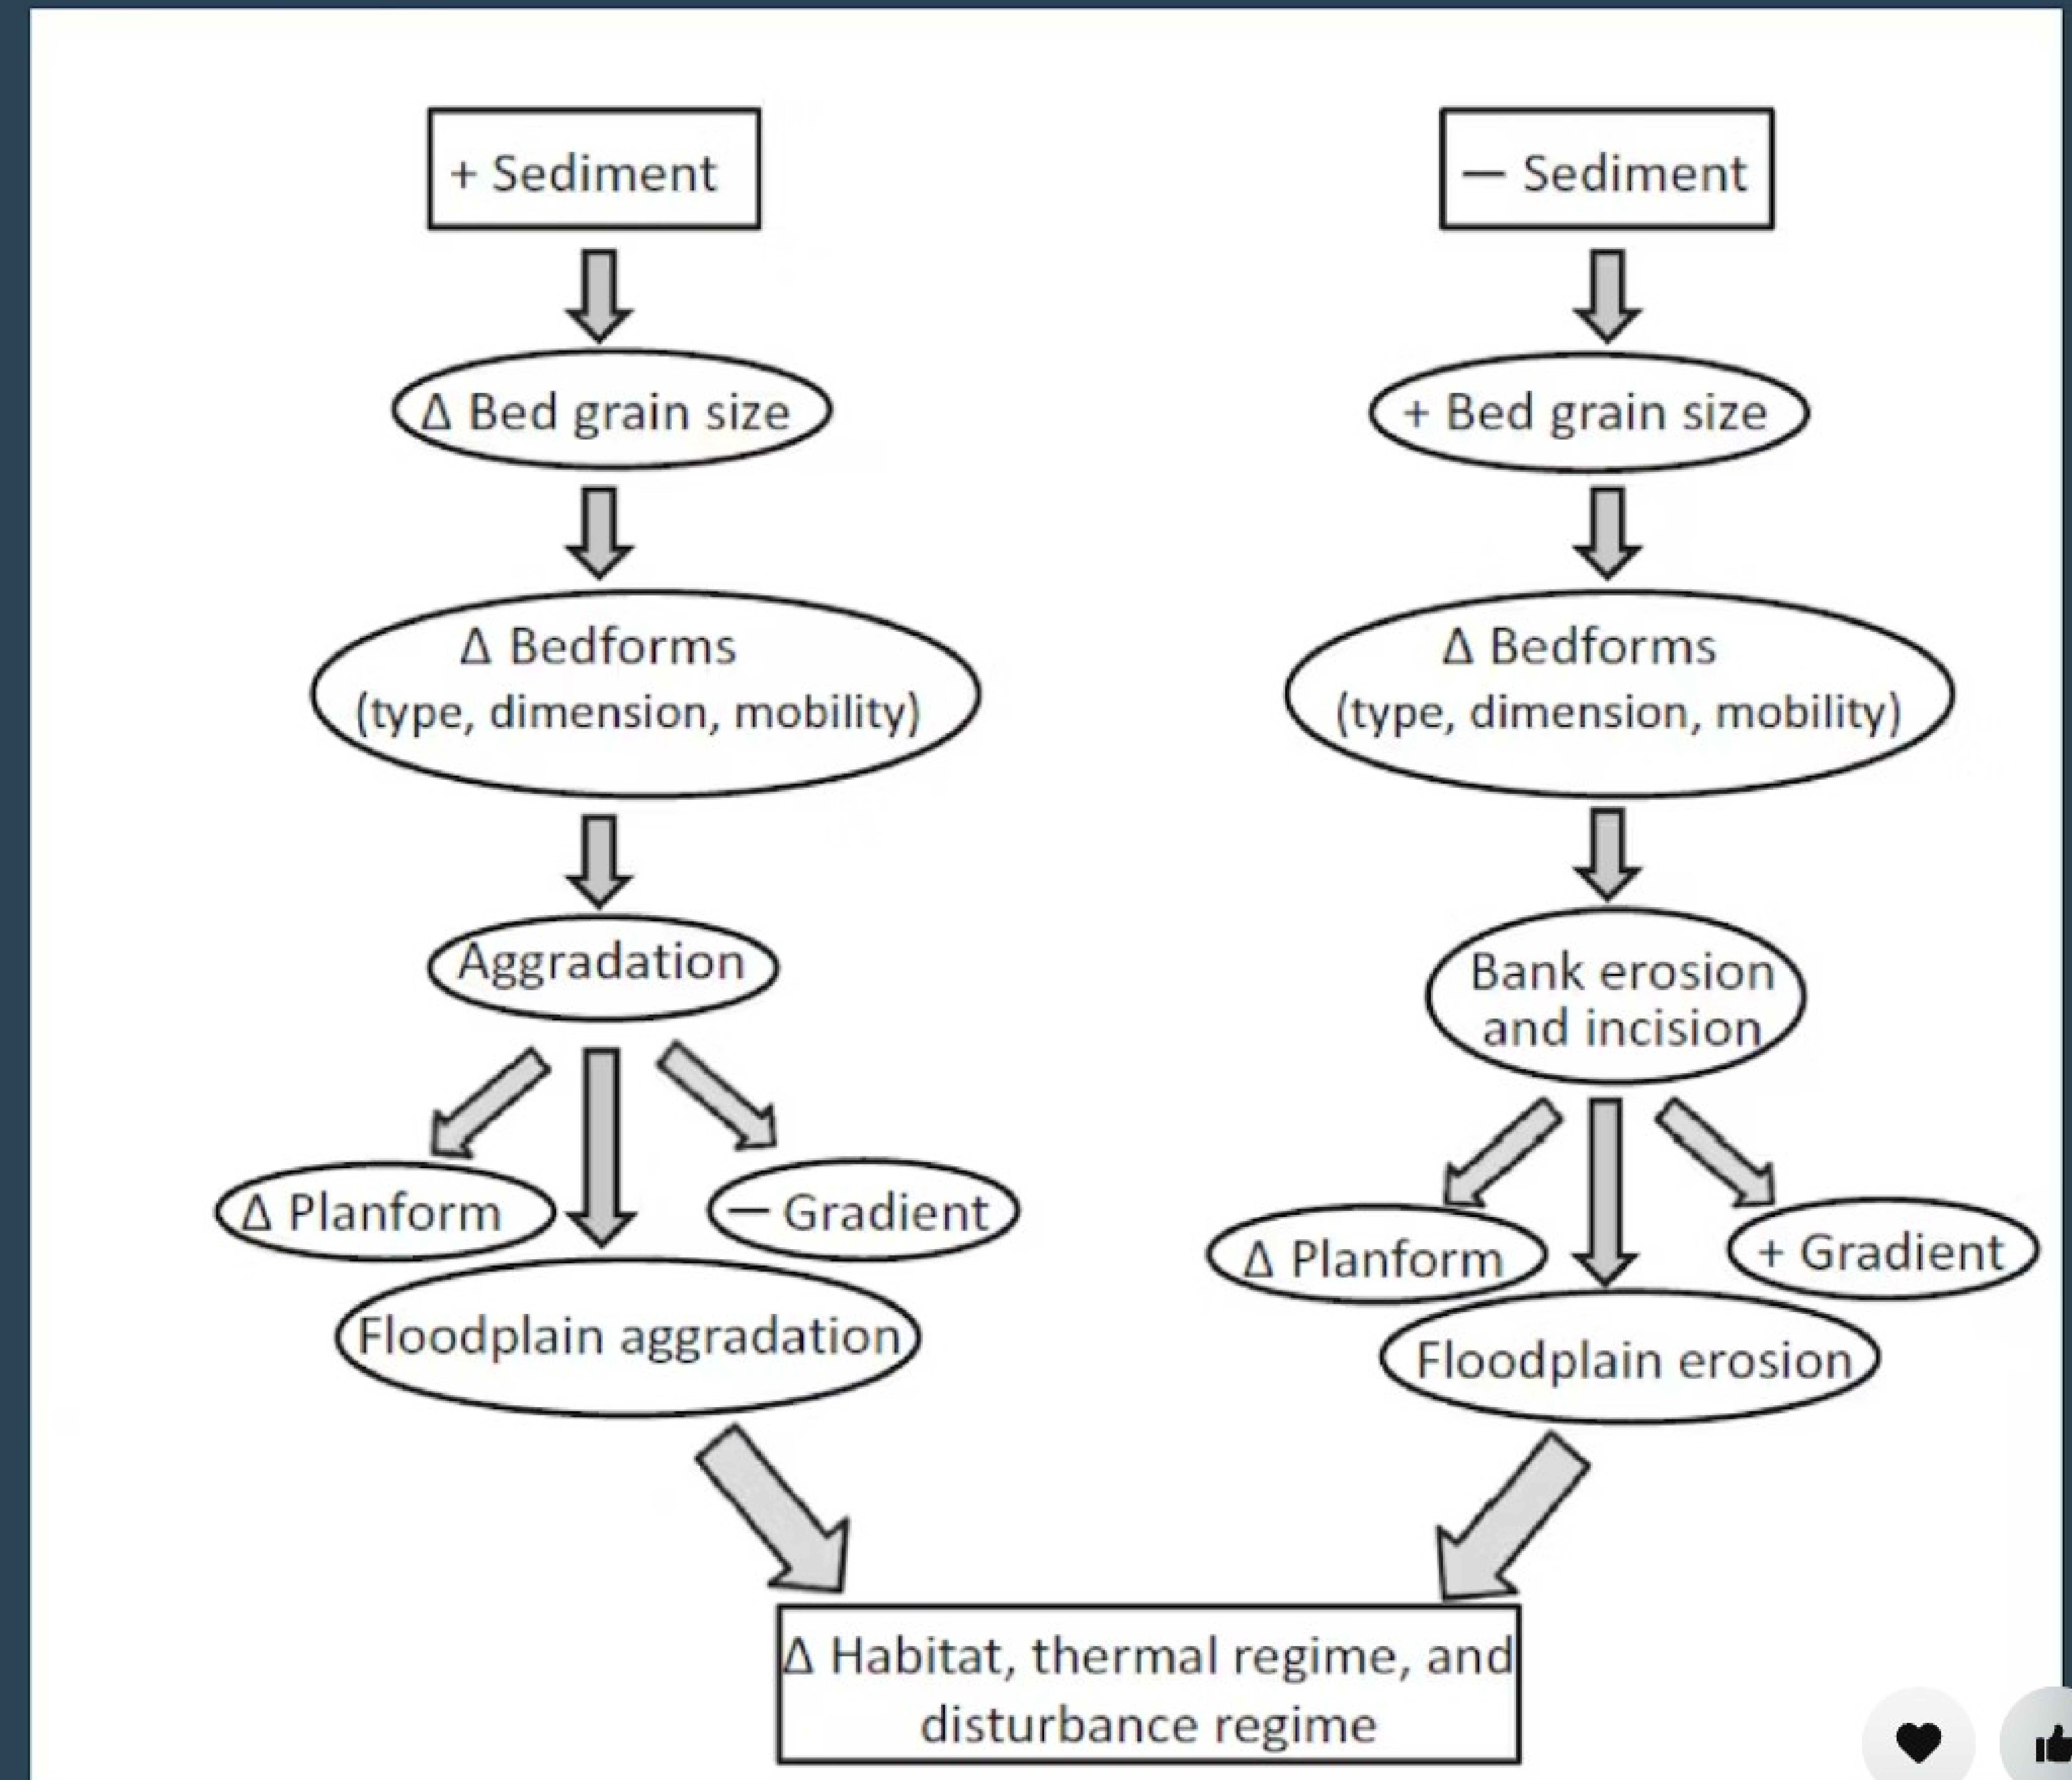 + Sediment
Δ Bed grain size
Δ Bedforms
(type, dimension, mobility)
Aggradation
Δ Planform
— Gradient
Floodplain aggradation
— Sediment
+ Bed grain size
Δ Bedforms
(type, dimension, mobility)
Bank erosion
and incision
Δ Planform
+ Gradient
Floodplain erosion
Δ Habitat, thermal regime, and
disturbance regime